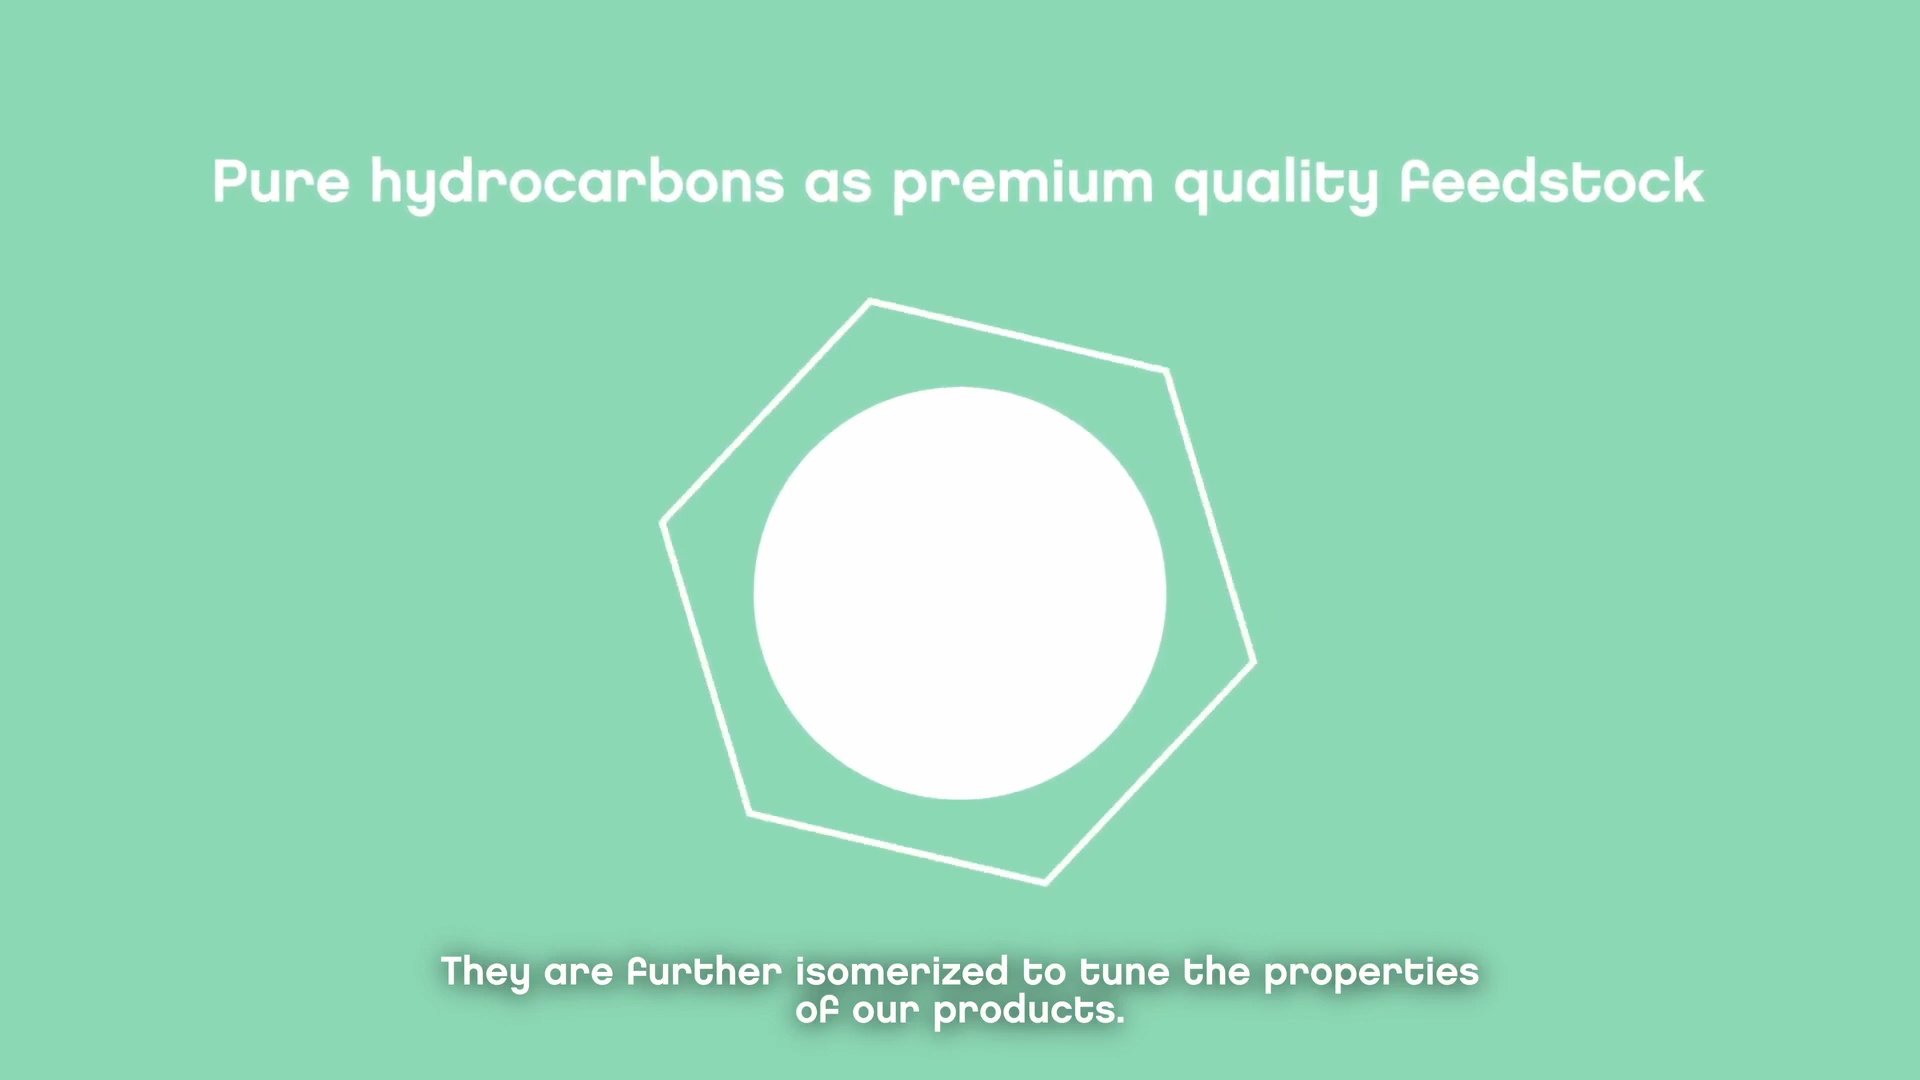 Pure hydrocarbons as premium quality feedstock
They are further isomerized to tune the properties
of our products.